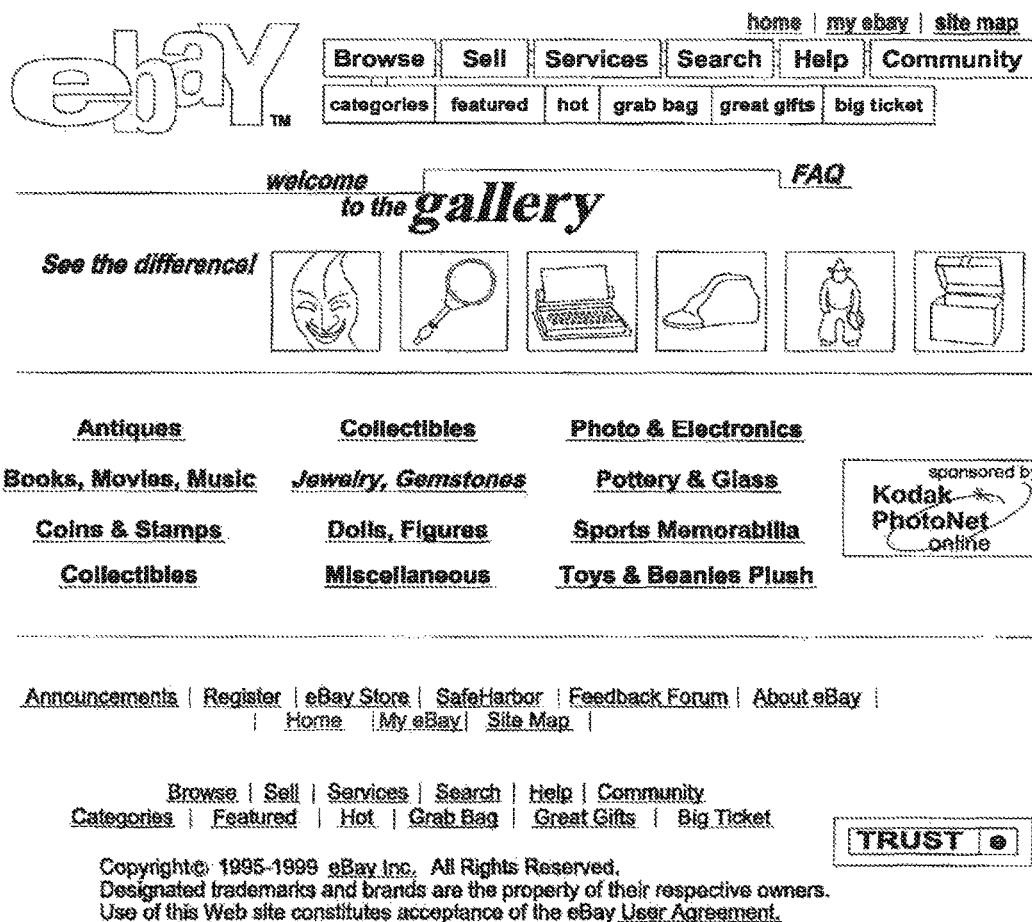 home | my ebay | site map
ebaY TM
Browse Sell Services Search Help Community
categories featured hot grab bag great gifts big ticket
welcome to the gallery FAQ
See the difference!
Antiques Collectibles Photo & Electronics
Books, Movies, Music Jewelry, Gemstones Pottery & Glass
Coins & Stamps Dolls, Figures Sports Memorabilia
Collectibles Miscellaneous Toys & Beanies Plush
sponsored by
Kodak
PhotoNet
online
Announcements | Register | eBay Store | SafeHarbor | Feedback Forum | About eBay |
| Home | My eBay | Site Map |
Browse | Sell | Services | Search | Help | Community
Categories | Featured | Hot | Grab Bag | Great Gifts | Big Ticket
TRUST e
Copyright© 1995-1999 eBay Inc. All Rights Reserved.
Designated trademarks and brands are the property of their respective owners.
Use of this Web site constitutes acceptance of the eBay User Agreement.